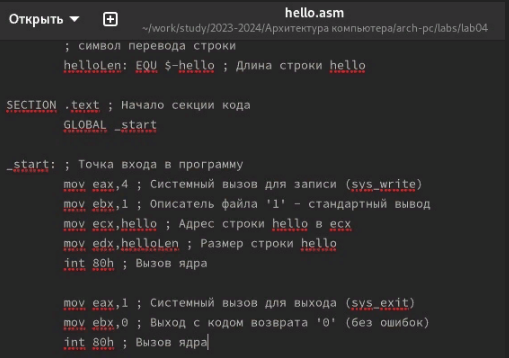 Открыть
hello.asm
~/work/study/2023-2024/Архитектура компьютера/arch-pc/labs/lab04
; символ перевода строки
helloLen: EQU $-hello ; Длина строки hello
SECTION .text ; Начало секции кода
GLOBAL _start
_start: ; Точка входа в программу
mov eax,4 ; Системный вызов для записи (sys_write)
mov ebx,1 ; Описатель файла '1' - стандартный вывод
mov ecx,hello ; Адрес строки hello в ecx
mov edx,helloLen ; Размер строки hello
int 80h ; Вызов ядра
mov eax,1 ; Системный вызов для выхода (sys_exit)
mov ebx,0 ; Выход с кодом возврата '0' (без ошибок)
int 80h ; Вызов ядра